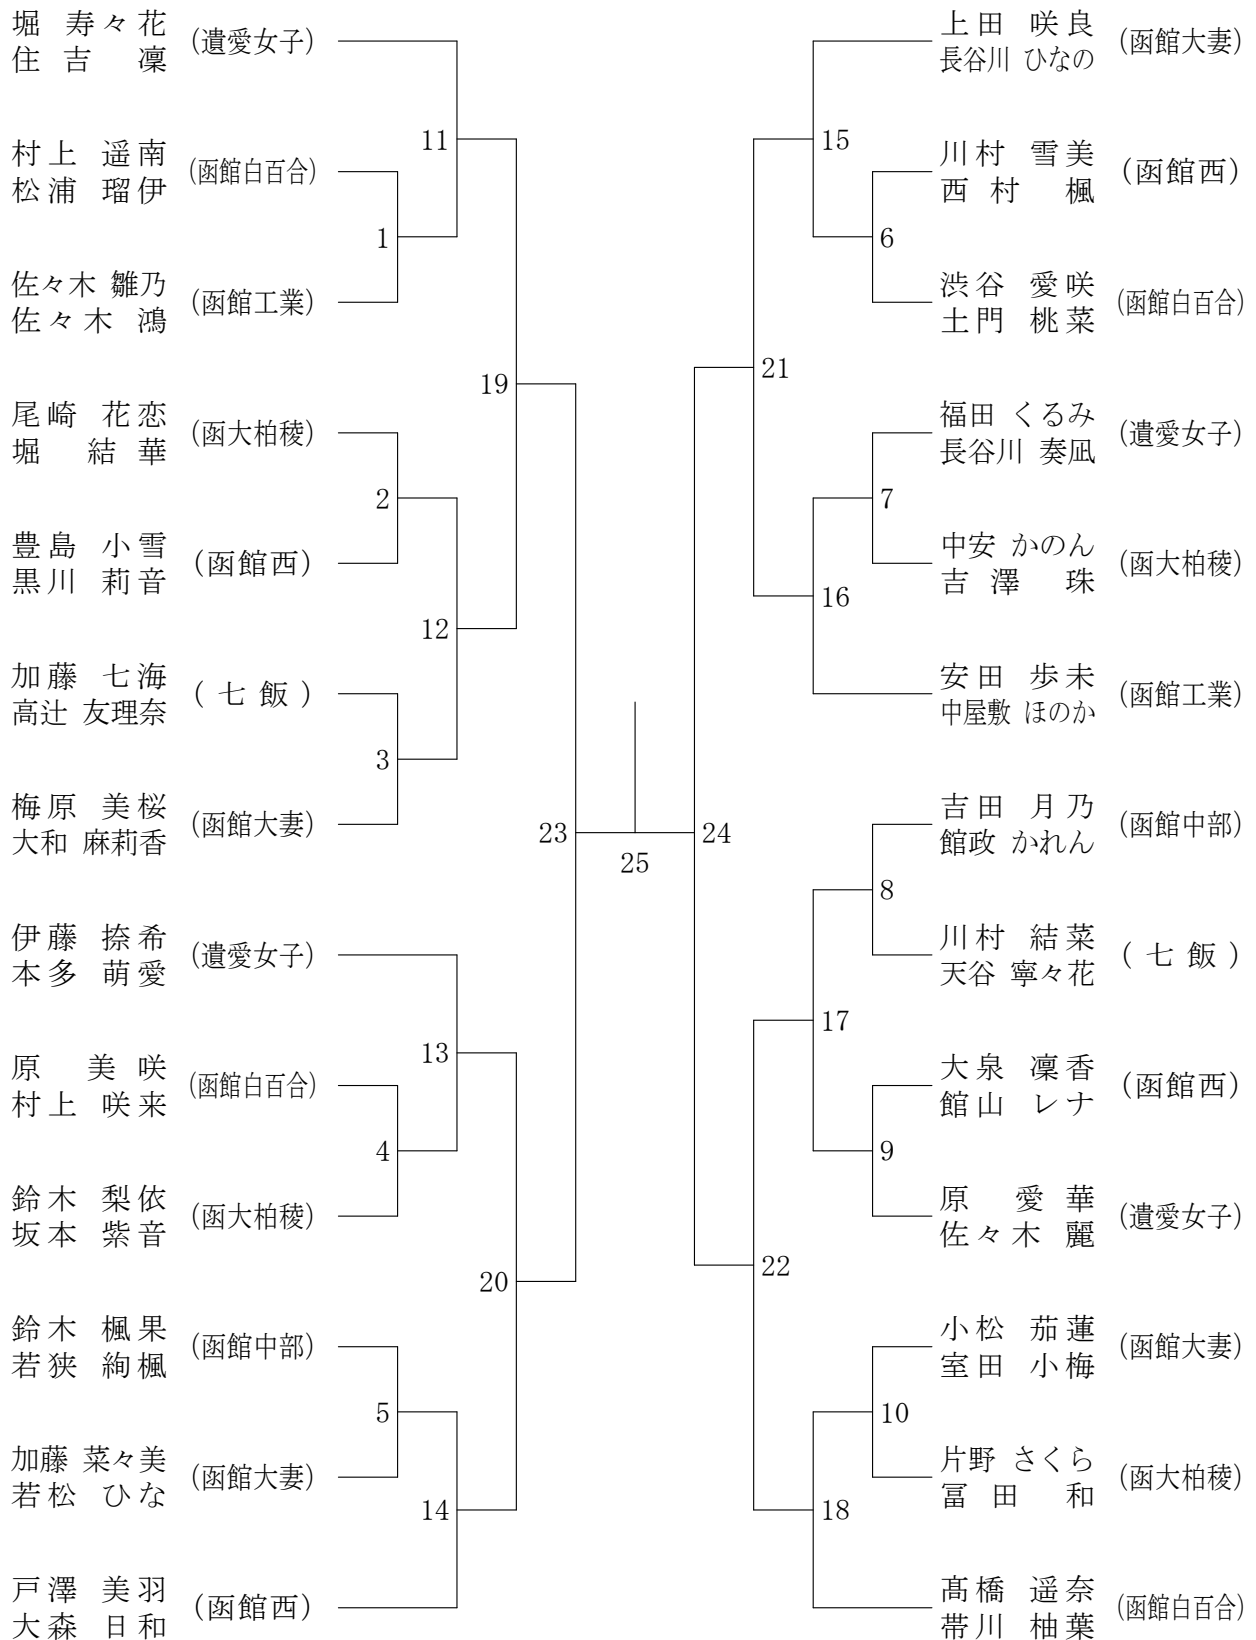 堀 寿々花
住吉 凜
(遺愛女子)
村上 遥南
松浦 瑠伊
(函館白百合)
佐々木 雛乃
佐々木 鴻
(函館工業)
尾崎 花恋
堀 結華
(函大柏稜)
豊島 小雪
黒川 莉音
(函館西)
加藤 七海
高辻 友理奈
(七飯)
梅原 美桜
大和 麻莉香
(函館大妻)
伊藤 捺希
本多 萌愛
(遺愛女子)
原 美咲
村上 咲来
(函館白百合)
鈴木 梨依
坂本 紫音
(函大柏稜)
鈴木 楓果
若狭 絢楓
(函館中部)
加藤 菜々美
若松 ひな
(函館大妻)
戸澤 美羽
大森 日和
(函館西)
11
1
19
2
12
3
23
13
4
20
5
14
25
24
15
6
21
7
16
8
17
9
22
10
18
上田 咲良
長谷川 ひなの
(函館大妻)
川村 雪美
西村 楓
(函館西)
渋谷 愛咲
土門 桃菜
(函館白百合)
福田 くるみ
長谷川 奏凪
(遺愛女子)
中安 かのん
吉澤 珠
(函大柏稜)
安田 歩未
中屋敷 ほのか
(函館工業)
吉田 月乃
館政 かれん
(函館中部)
川村 結菜
天谷 寧々花
(七飯)
大泉 凜香
館山 レナ
(函館西)
原 愛華
佐々木 麗
(遺愛女子)
小松 茄蓮
室田 小梅
(函館大妻)
片野 さくら
冨田 和
(函大柏稜)
髙橋 遥奈
帯川 柚葉
(函館白百合)